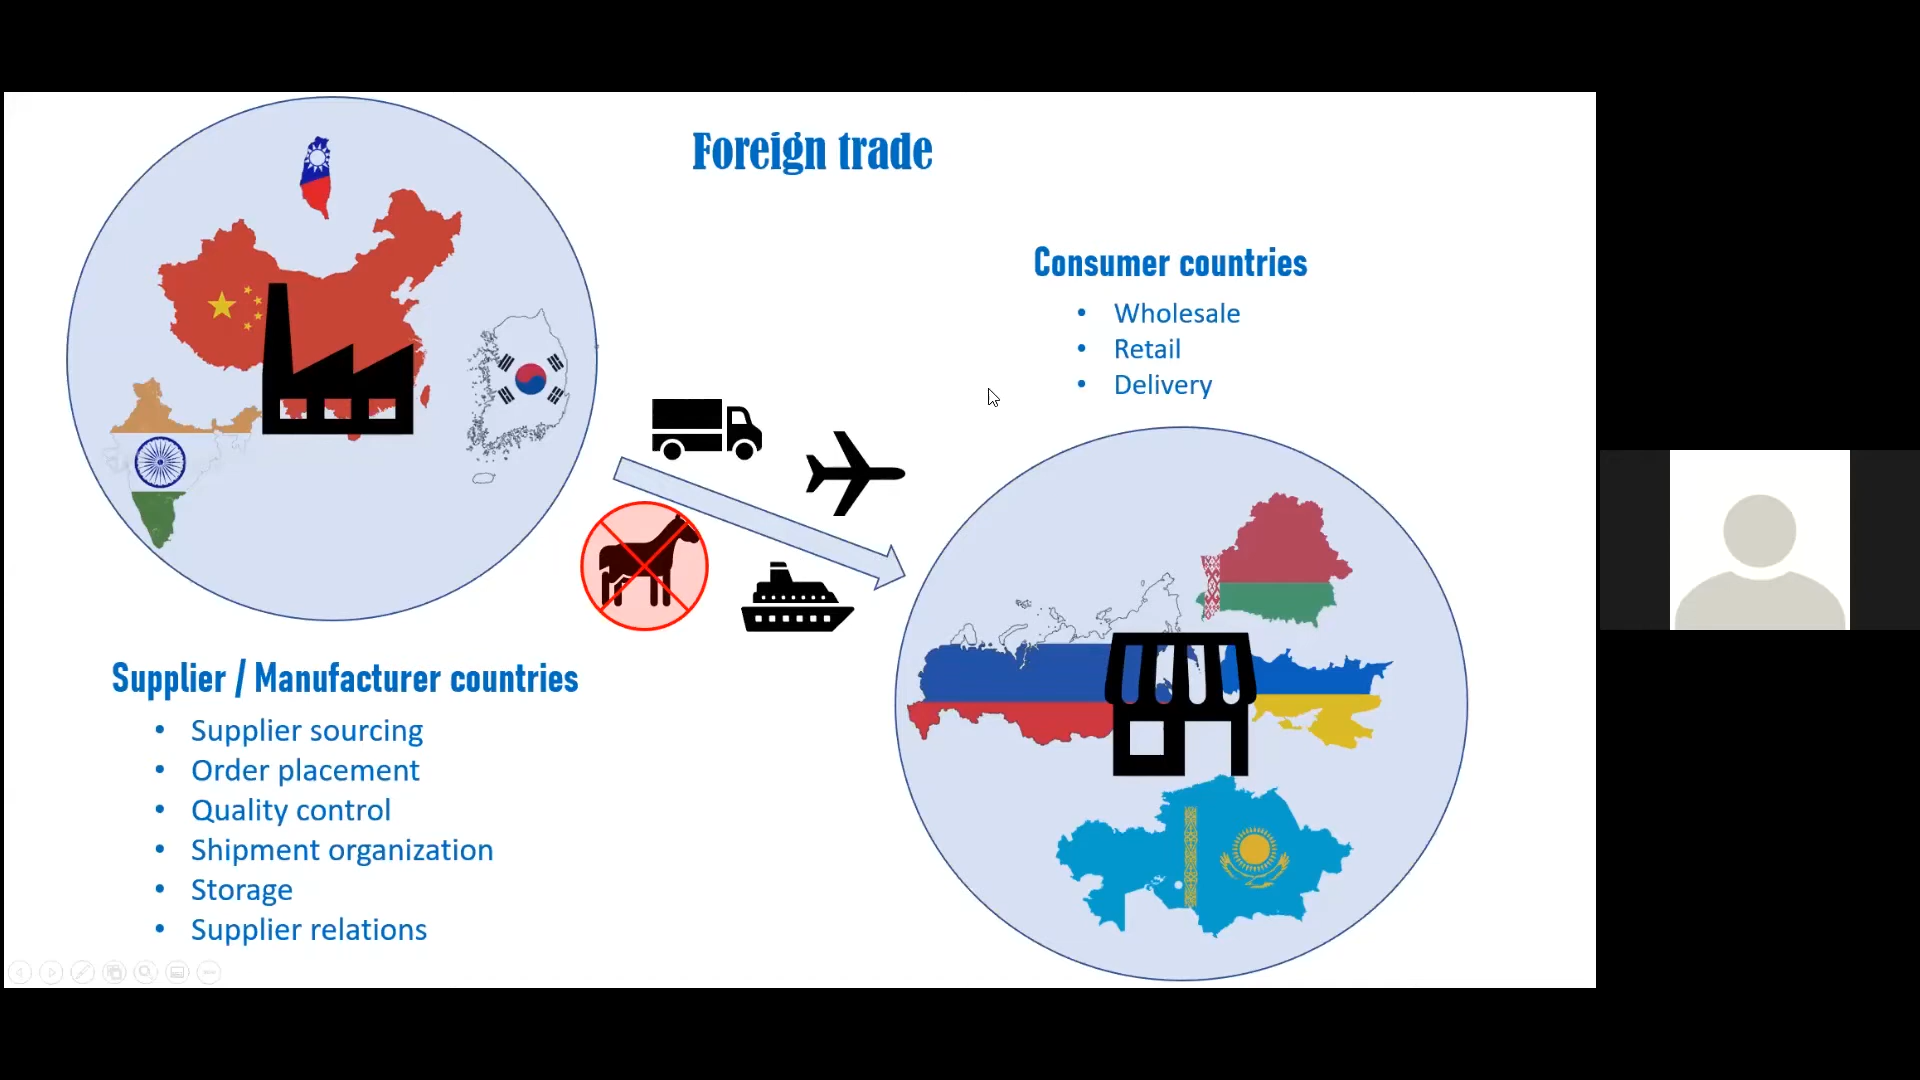 Foreign trade
Consumer countries
• Wholesale
• Retail
• Delivery
Supplier / Manufacturer countries
• Supplier sourcing
• Order placement
• Quality control
• Shipment organization
• Storage
• Supplier relations